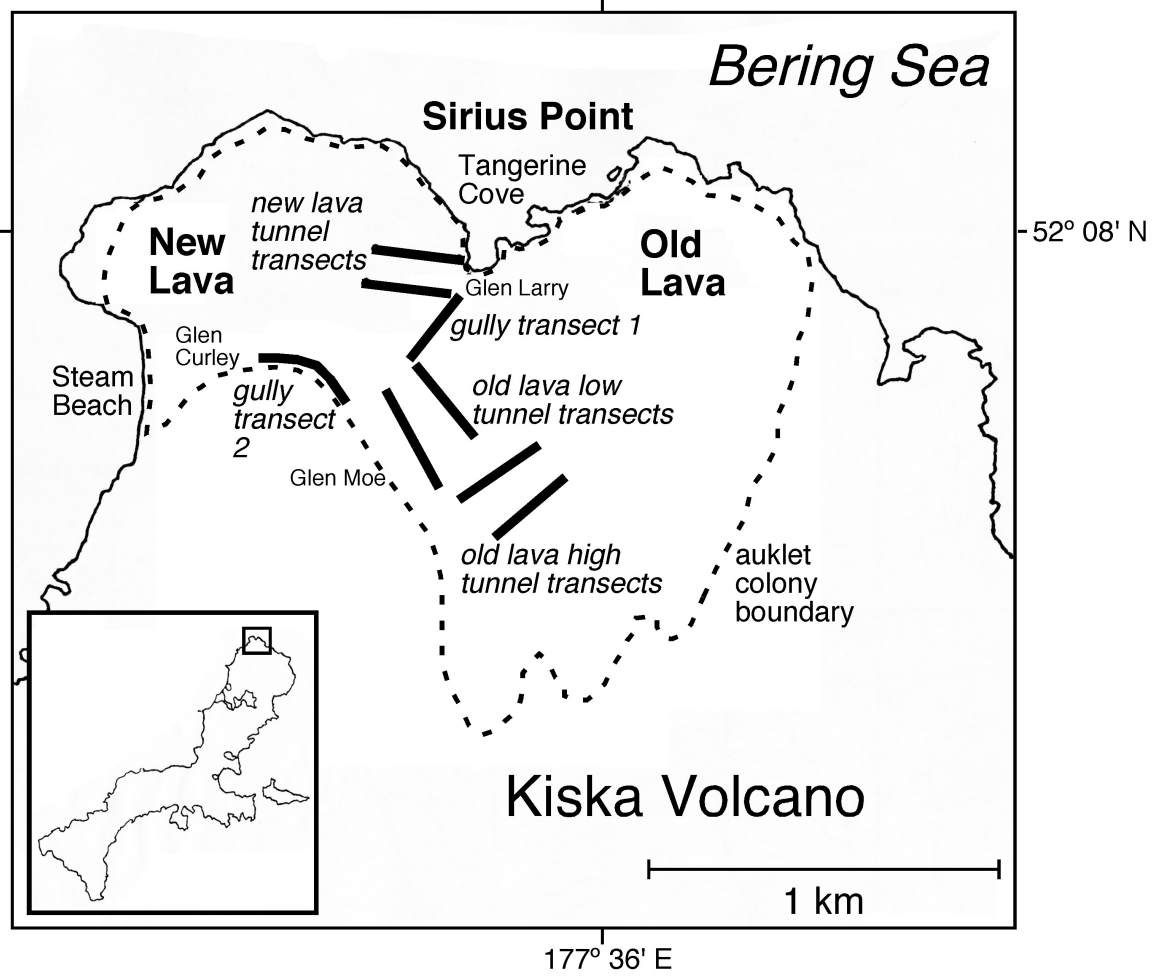 Bering Sea
Sirius Point
Tangerine
Cove
new lava
tunnel
transects
New
Lava
Old
Lava
52º 08' N
Glen Larry
gully transect 1
Glen
Curley
Steam
Beach
gully
transect
2
old lava low
tunnel transects
Glen Moe
old lava high
tunnel transects
auklet
colony
boundary
Kiska Volcano
1 km
177º 36' E